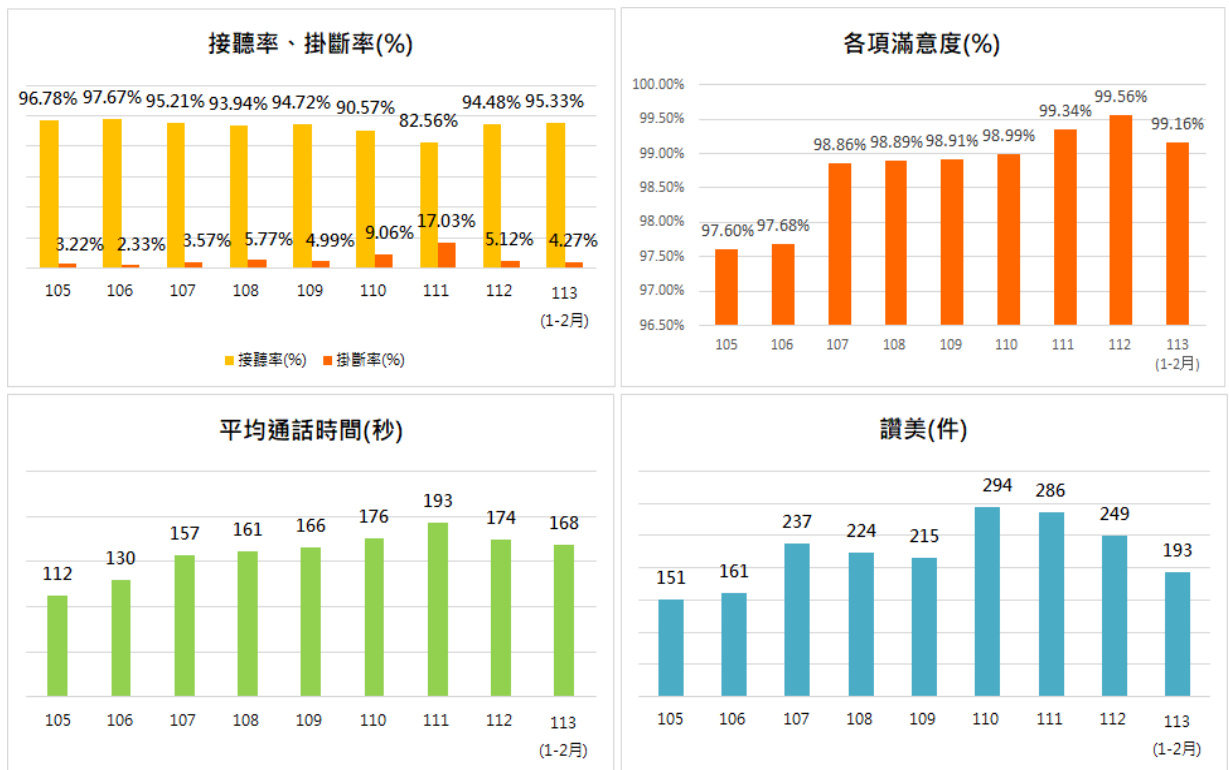 接聽率、掛斷率(%)
96.78% 97.67% 95.21% 93.94% 94.72% 90.57% 82.56% 94.48% 95.33%
3.22% 2.33% 3.57% 5.77% 4.99% 9.06% 17.03% 5.12% 4.27%
105 106 107 108 109 110 111 112 113
(1-2月)
接聽率(%) 掛斷率(%)
各項滿意度(%)
100.00%
99.50%
99.00%
98.50%
98.00%
97.50%
97.00%
96.50%
97.60% 97.68% 98.86% 98.89% 98.91% 98.99% 99.34% 99.56% 99.16%
105 106 107 108 109 110 111 112 113
(1-2月)
平均通話時間(秒)
112 130 157 161 166 176 193 174 168
105 106 107 108 109 110 111 112 113
(1-2月)
讚美(件)
151 161 237 224 215 294 286 249 193
105 106 107 108 109 110 111 112 113
(1-2月)